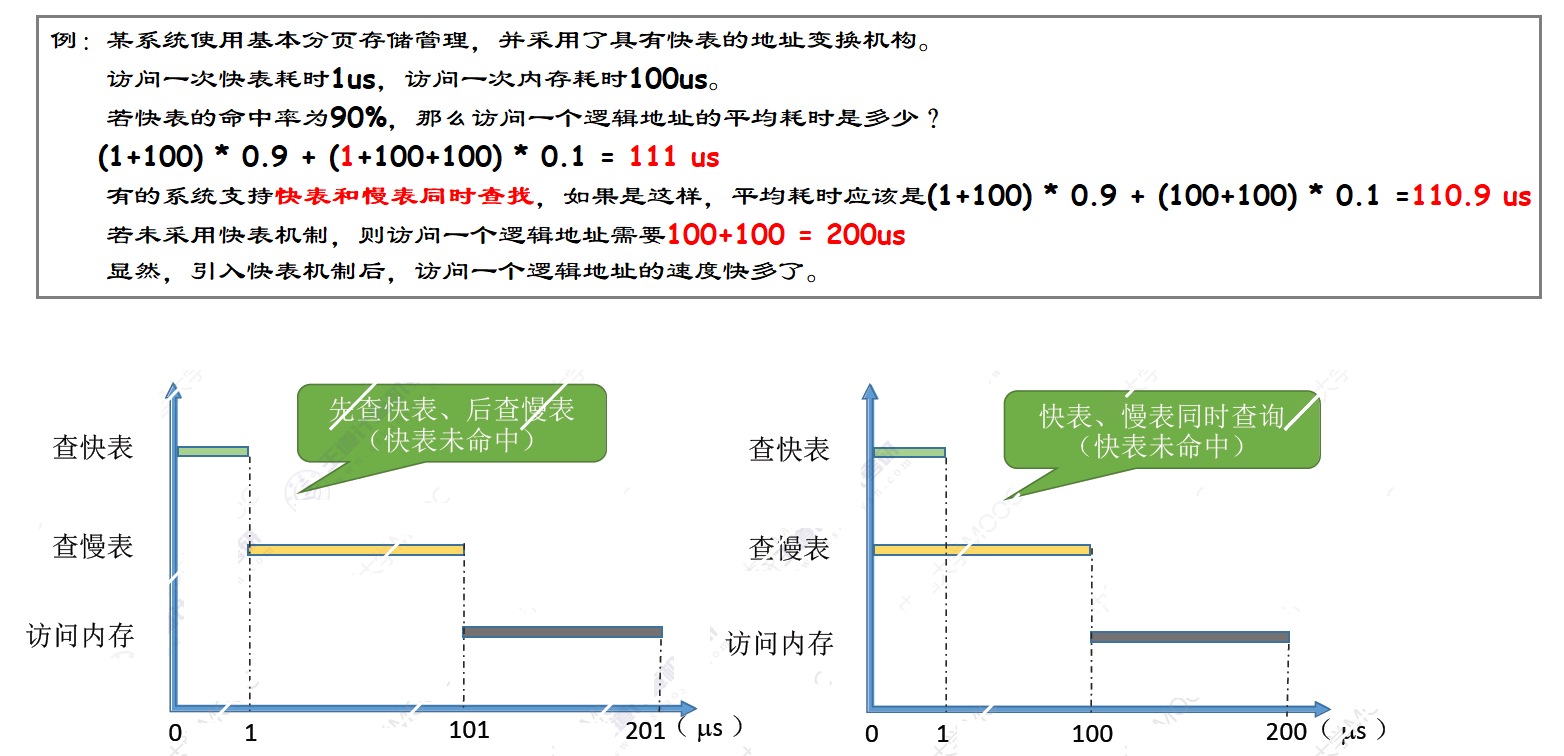 例：某系统使用基本分页存储管理，并采用了具有快表的地址变换机构。
访问一次快表耗时1us，访问一次内存耗时100us。
若快表的命中率为90%，那么访问一个逻辑地址的平均耗时是多少？
(1+100) * 0.9 + (1+100+100) * 0.1 = 111 us
有的系统支持快表和慢表同时查找，如果是这样，平均耗时应该是(1+100) * 0.9 + (100+100) * 0.1 =110.9 us
若未采用快表机制，则访问一个逻辑地址需要100+100 = 200us
显然，引入快表机制后，访问一个逻辑地址的速度快多了。
先查快表、后查慢表
（快表未命中）
查快表
查慢表
访问内存
0 1 101 201（μs）
快表、慢表同时查询
（快表未命中）
查快表
查慢表
访问内存
0 1 100 200（μs）